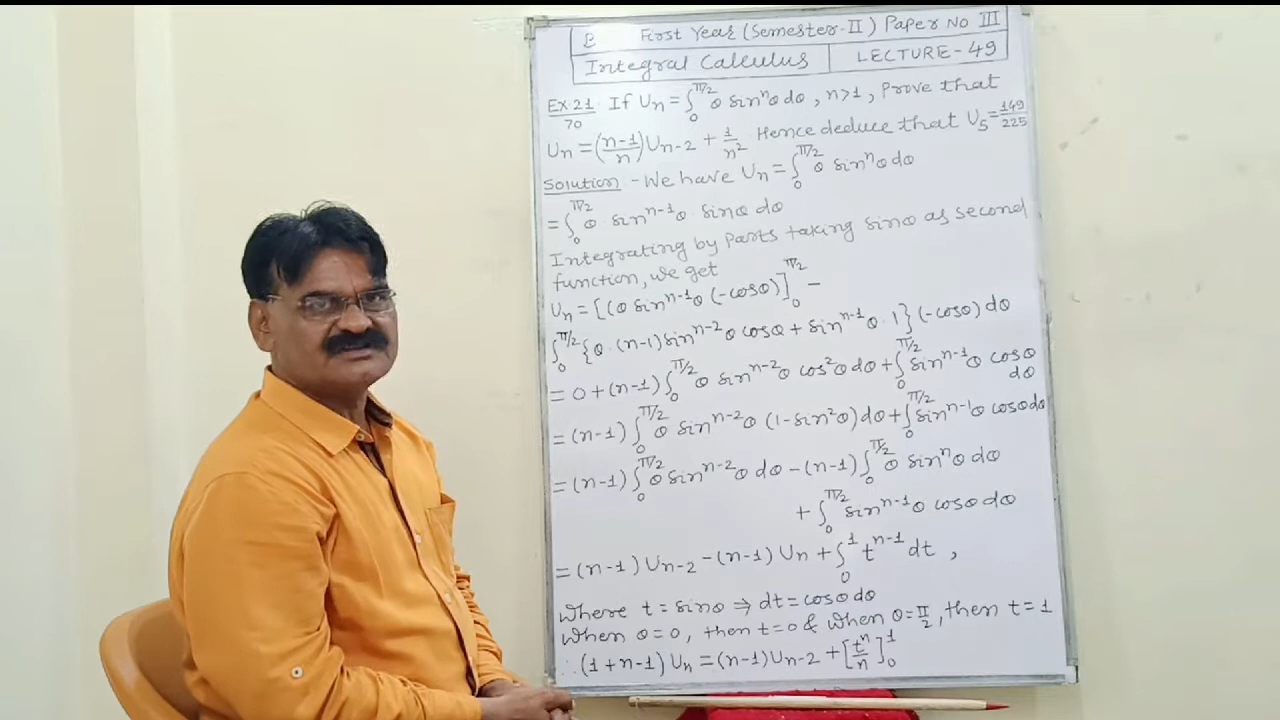 B First Year (Semester-II) Paper No III
Integral Calculus LECTURE-49
EX.21/70 If Uₙ = ∫₀^{π/2} θ sinⁿθ dθ, n>1, Prove that
Uₙ = ((n-1)/n) Uₙ₋₂ + 1/n² Hence deduce that U₅ = 149/225
Solution - We have Uₙ = ∫₀^{π/2} θ sinⁿθ dθ
= ∫₀^{π/2} θ · sinⁿ⁻¹θ · sinθ dθ
Integrating by Parts taking sinθ as second
function, we get
Uₙ = [(θ sinⁿ⁻¹θ (-cosθ)]₀^{π/2} -
∫₀^{π/2} {θ·(n-1) sinⁿ⁻²θ cosθ + sinⁿ⁻¹θ·1} (-cosθ) dθ
= 0 + (n-1) ∫₀^{π/2} θ sinⁿ⁻²θ cos²θ dθ + ∫₀^{π/2} sinⁿ⁻¹θ cosθ
dθ
= (n-1) ∫₀^{π/2} θ sinⁿ⁻²θ (1-sin²θ) dθ + ∫₀^{π/2} sinⁿ⁻¹θ cosθ dθ
= (n-1) ∫₀^{π/2} θ sinⁿ⁻²θ dθ - (n-1) ∫₀^{π/2} θ sinⁿθ dθ
+ ∫₀^{π/2} sinⁿ⁻¹θ cosθ dθ
= (n-1) Uₙ₋₂ - (n-1) Uₙ + ∫₀¹ tⁿ⁻¹ dt ,
Where t = sinθ ⇒ dt = cosθ dθ
When θ=0, then t=0 & when θ=π/2, then t=1
∴ (1+n-1) Uₙ = (n-1) Uₙ₋₂ + [tⁿ/n]₀¹